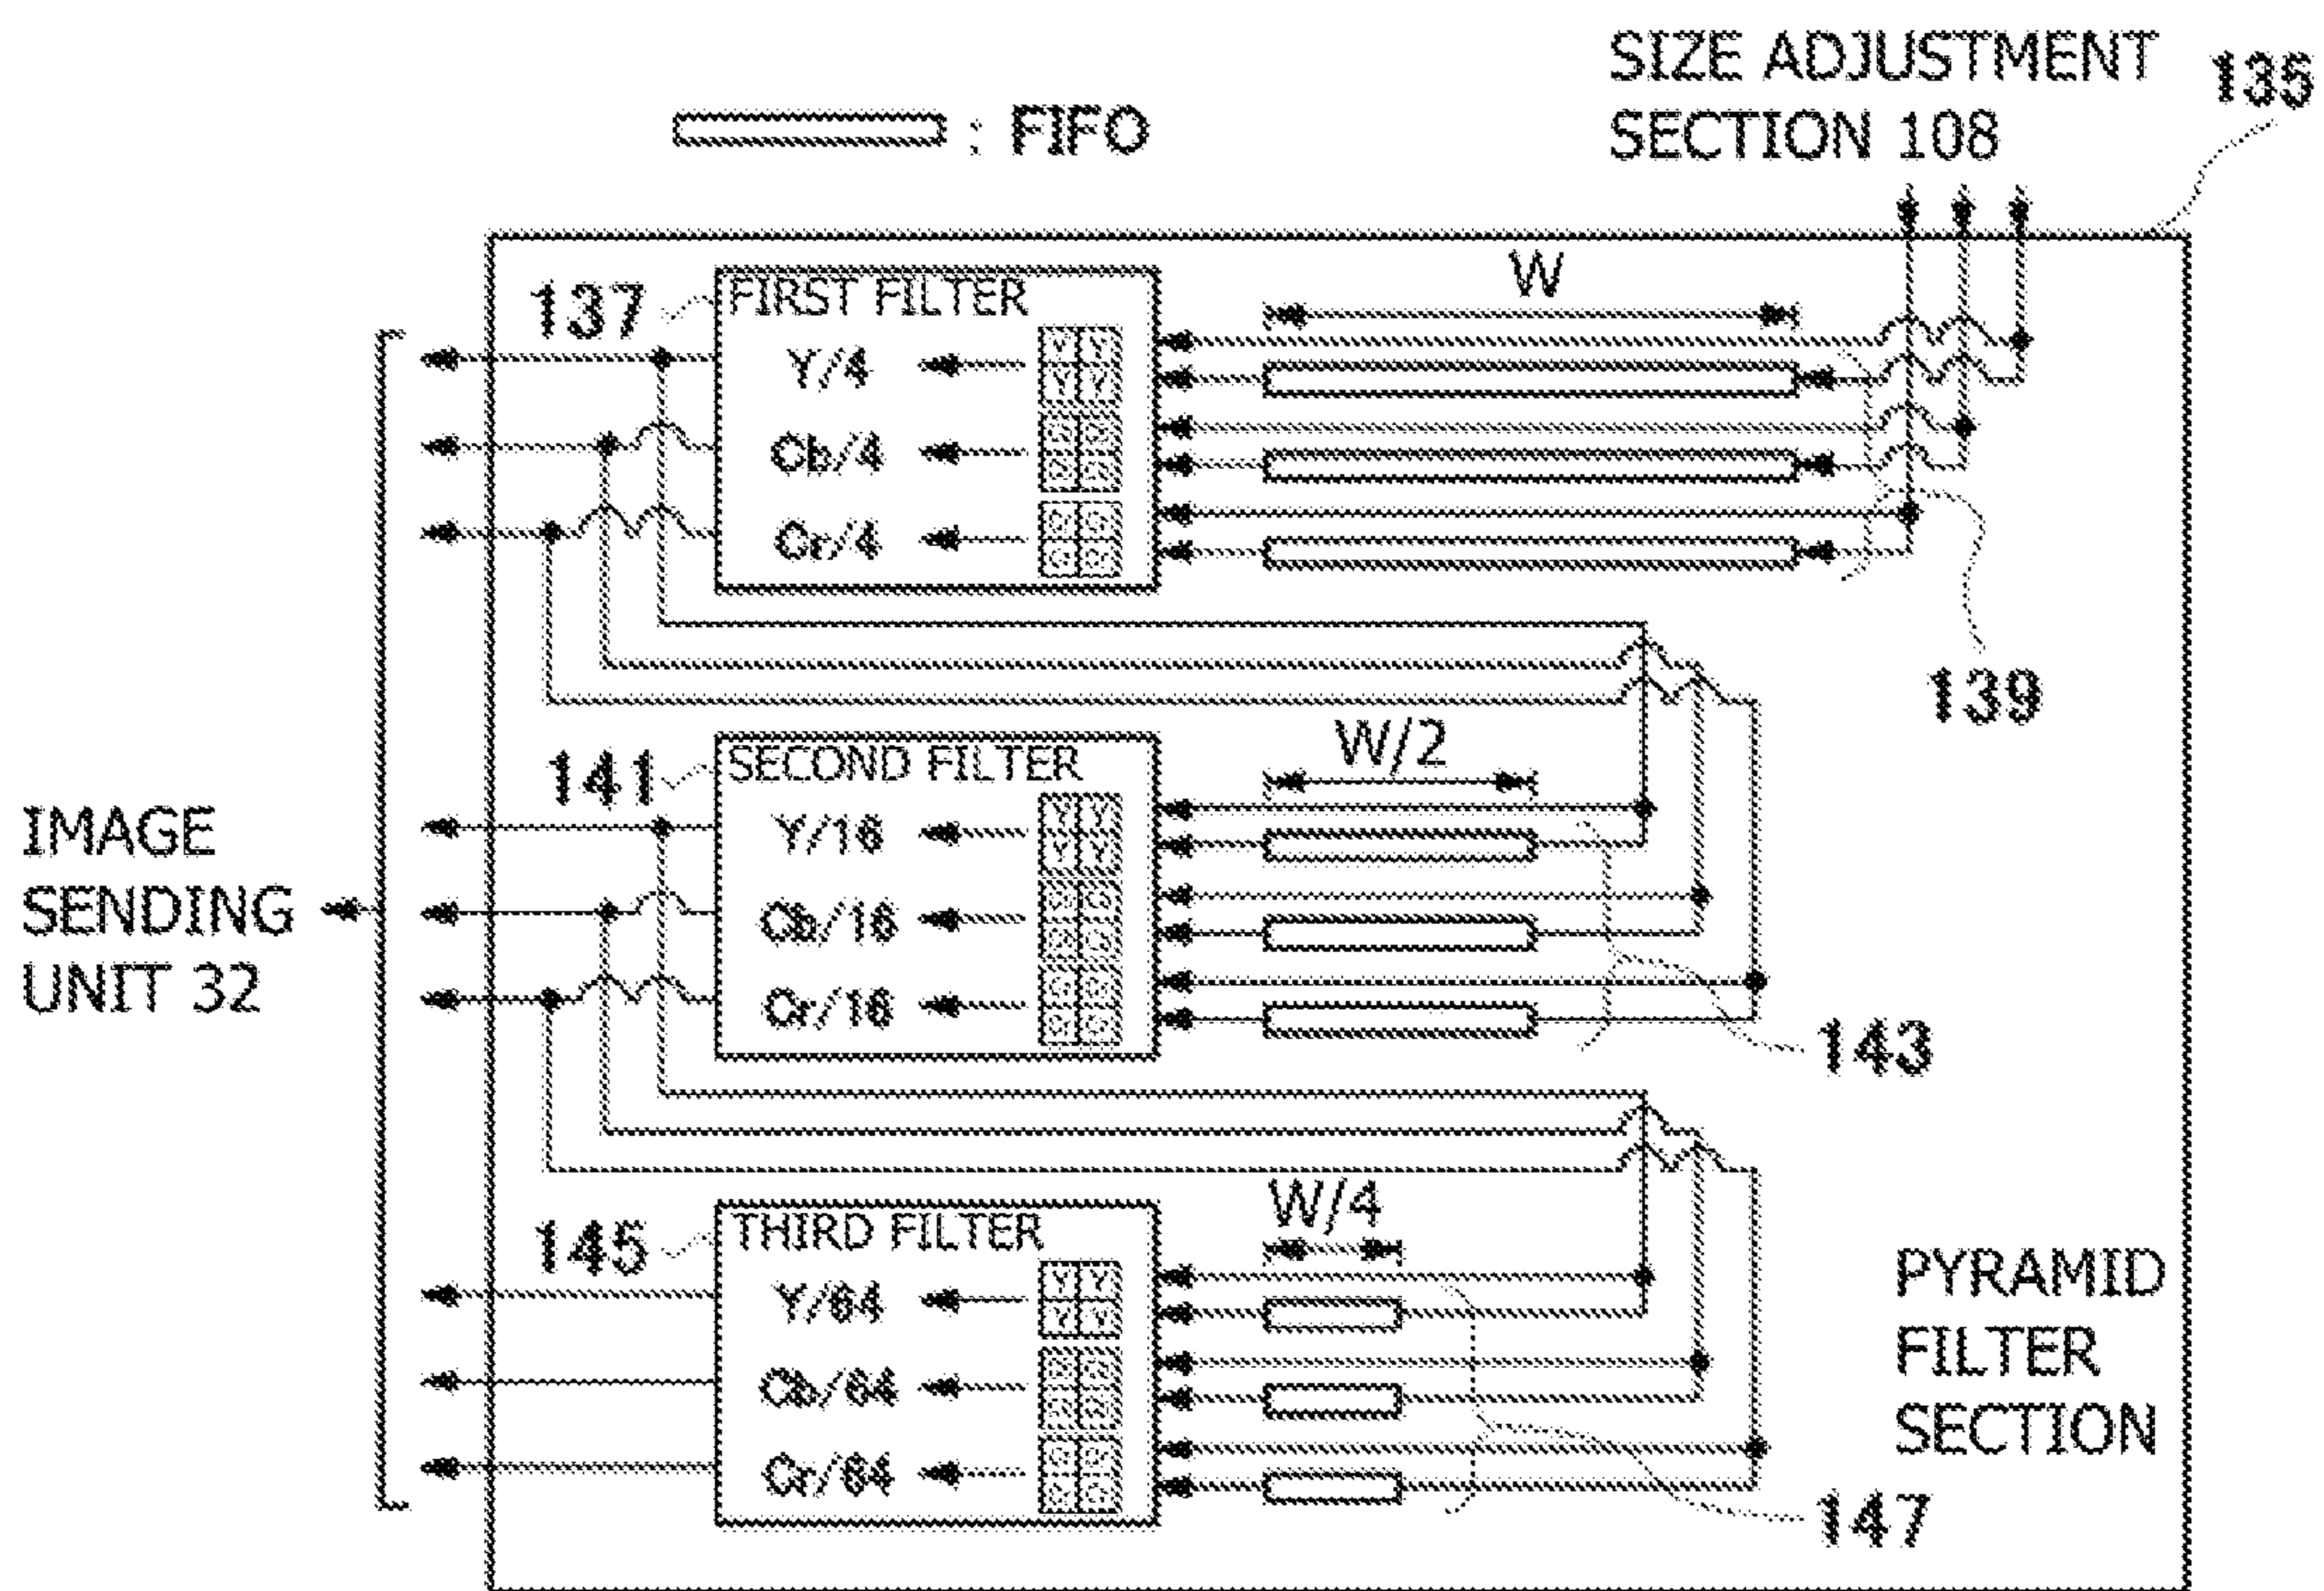 SIZE ADJUSTMENT
SECTION 108
135
: FIFO
137
FIRST FILTER
W
Y/4
Y Y
Y Y
Cb/4
Cr/4
139
141
SECOND FILTER
W/2
Y/16
Y Y
Y Y
Cb/16
Cr/16
143
IMAGE
SENDING
UNIT 32
145
THIRD FILTER
W/4
Y/64
Y Y
Y Y
Cb/64
Cr/64
147
PYRAMID
FILTER
SECTION